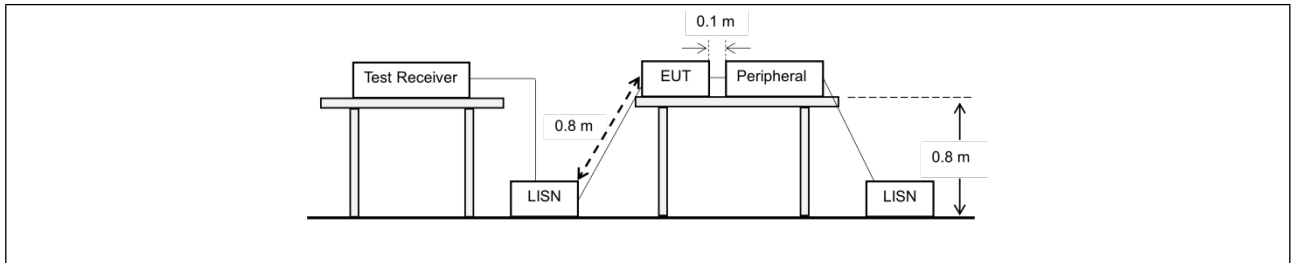 0.1 m
Test Receiver
EUT
Peripheral
0.8 m
0.8 m
LISN
LISN